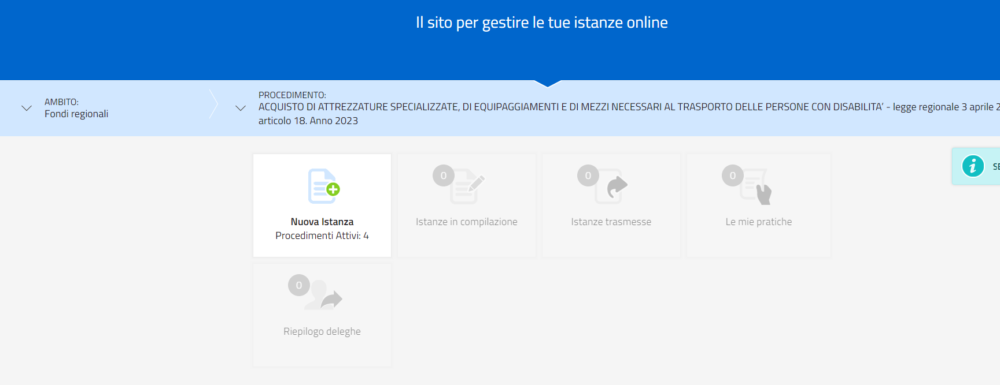 Il sito per gestire le tue istanze online
AMBITO:
Fondi regionali
PROCEDIMENTO:
ACQUISTO DI ATTREZZATURE SPECIALIZZATE, DI EQUIPAGGIAMENTI E DI MEZZI NECESSARI AL TRASPORTO DELLE PERSONE CON DISABILITA’ - legge regionale 3 aprile 2
articolo 18. Anno 2023
SE
Nuova Istanza
Procedimenti Attivi: 4
0
Istanze in compilazione
0
Istanze trasmesse
0
Le mie pratiche
0
Riepilogo deleghe